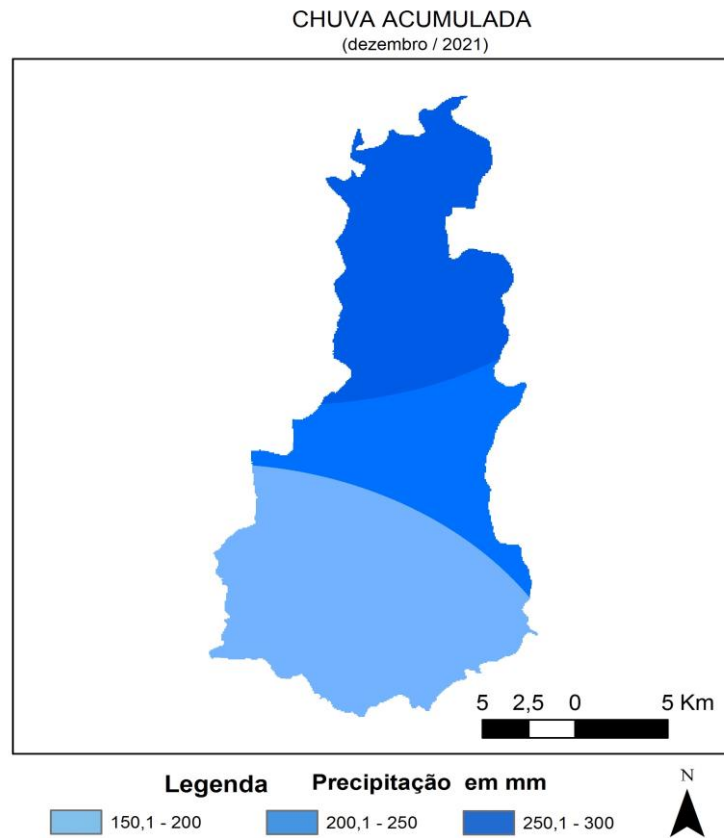 CHUVA ACUMULADA
(dezembro / 2021)
5 2,5 0 5 Km
Legenda Precipitação em mm
N
150,1 - 200 200,1 - 250 250,1 - 300